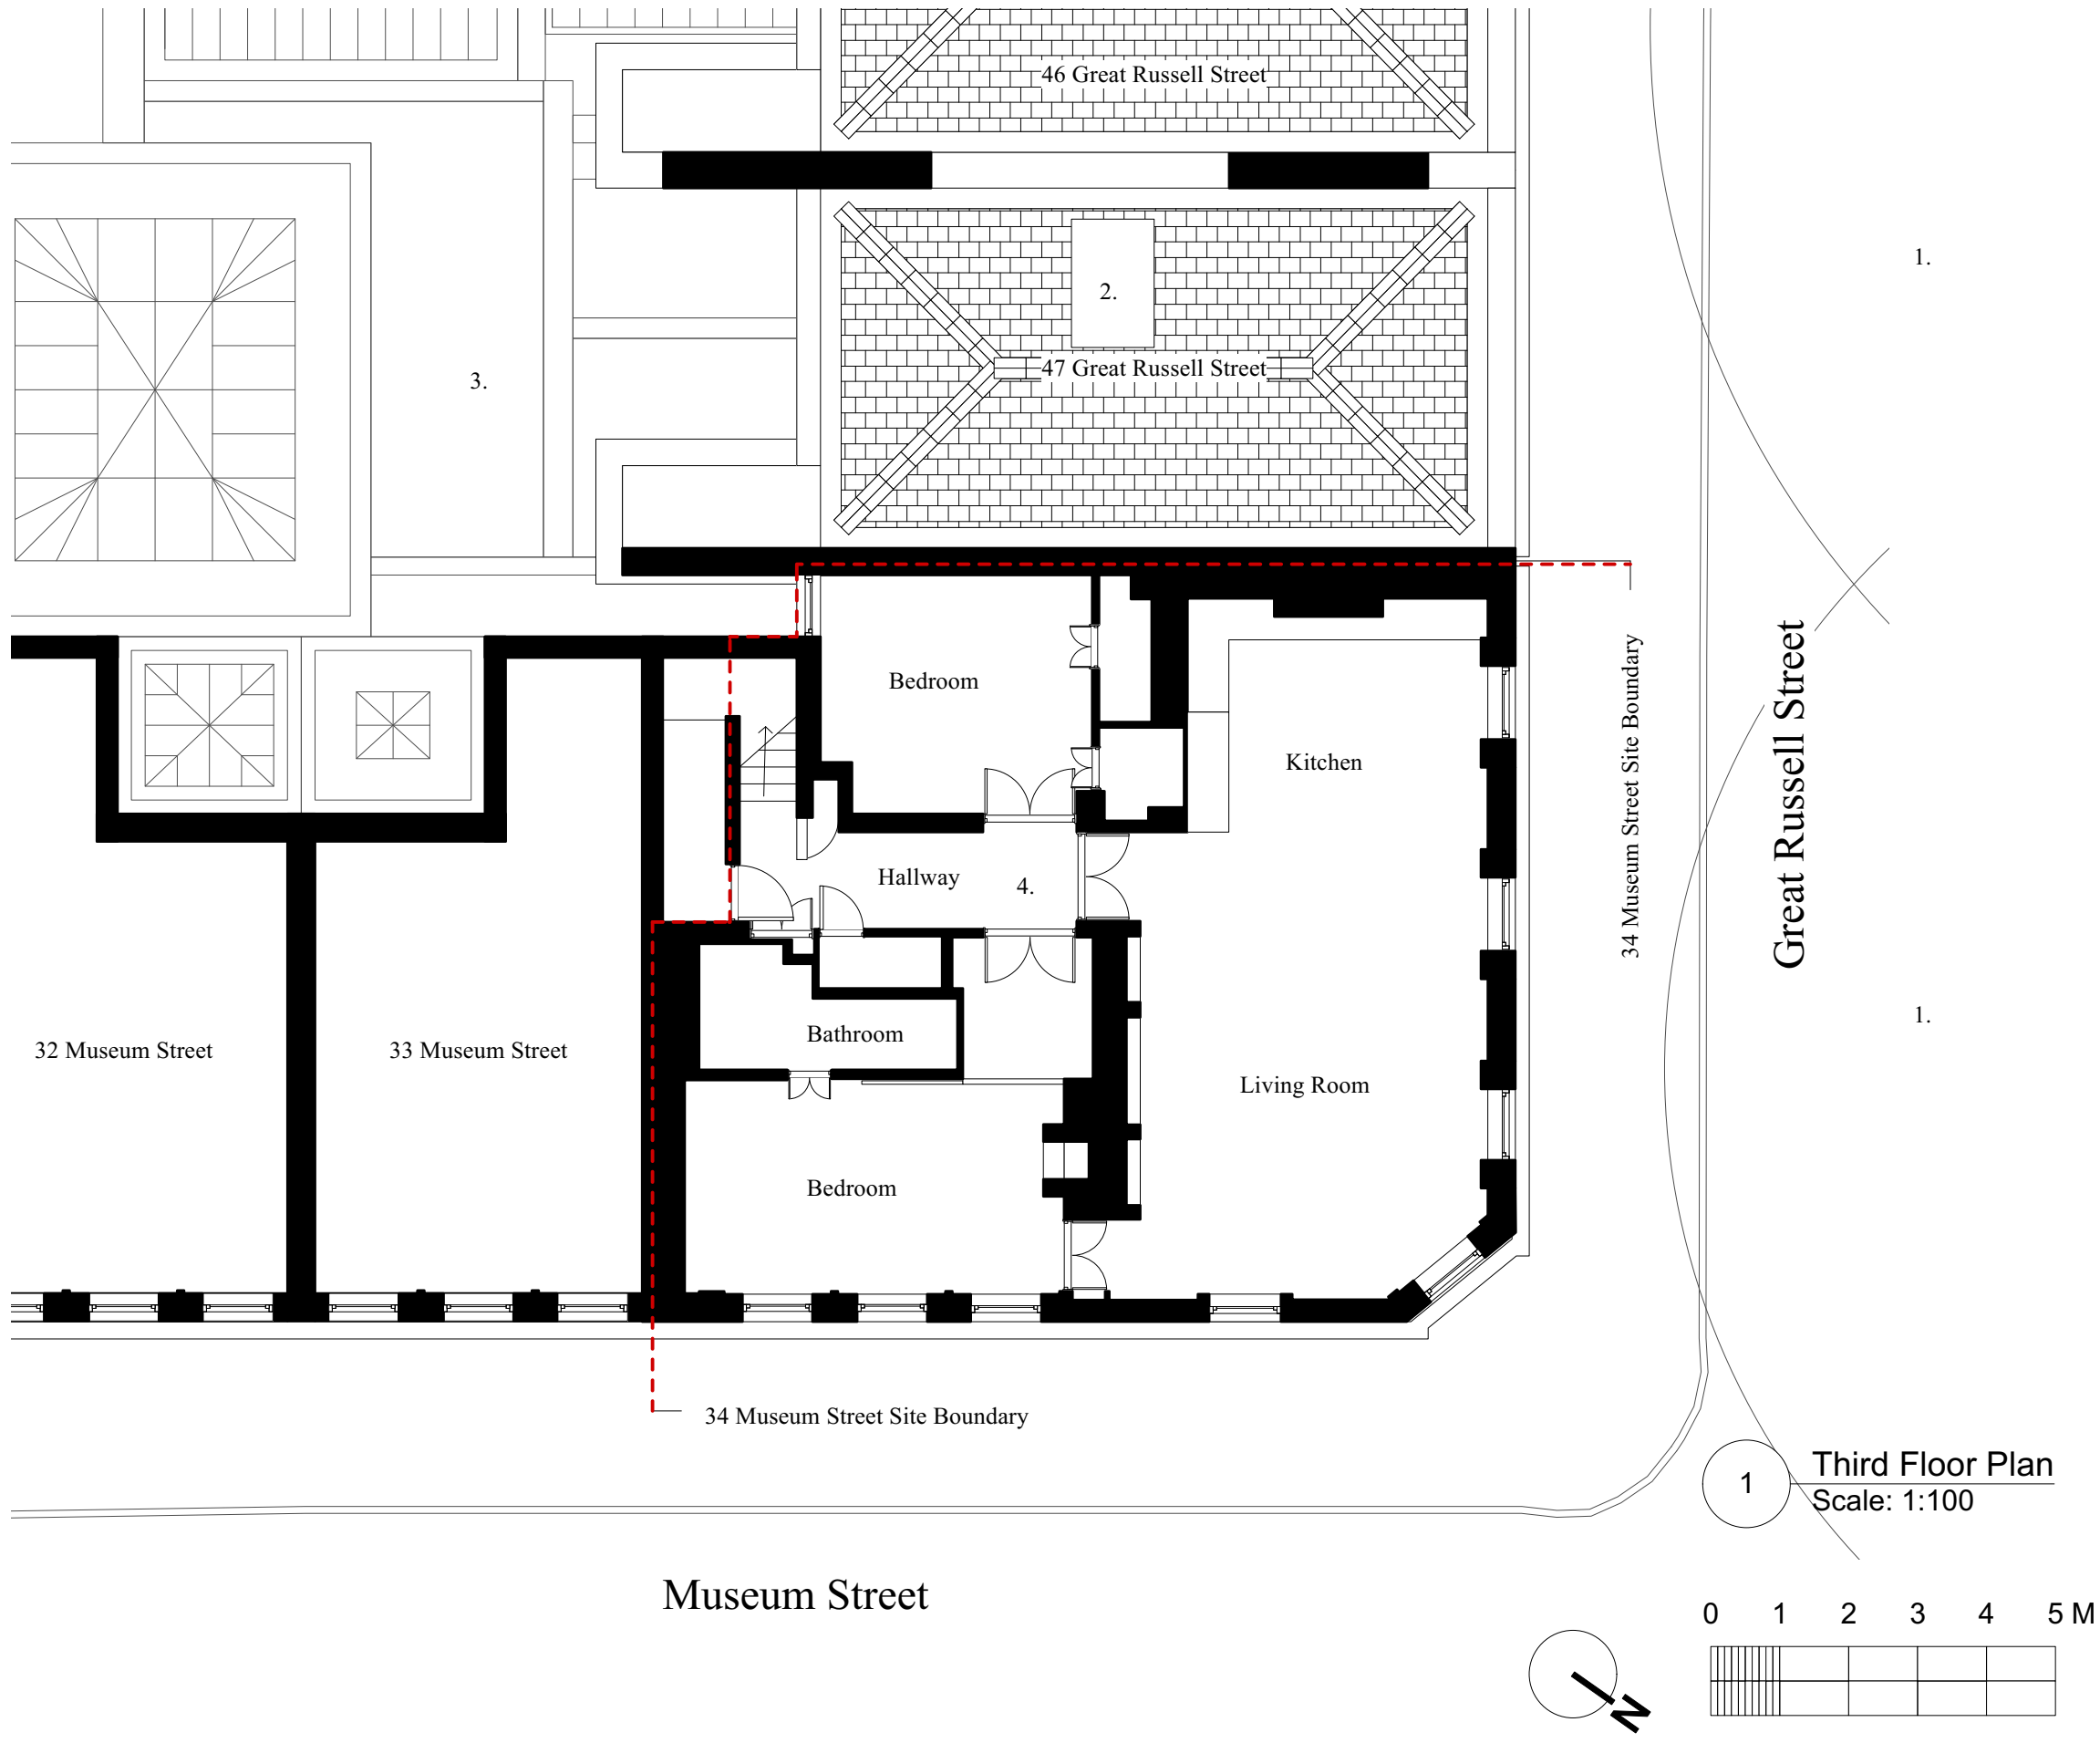 46 Great Russell Street
1.
2.
47 Great Russell Street
3.
Bedroom
Kitchen
34 Museum Street Site Boundary
Great Russell Street
Hallway
4.
1.
Bathroom
32 Museum Street
33 Museum Street
Living Room
Bedroom
34 Museum Street Site Boundary
1
Third Floor Plan
Scale: 1:100
Museum Street
0 1 2 3 4 5 M
N